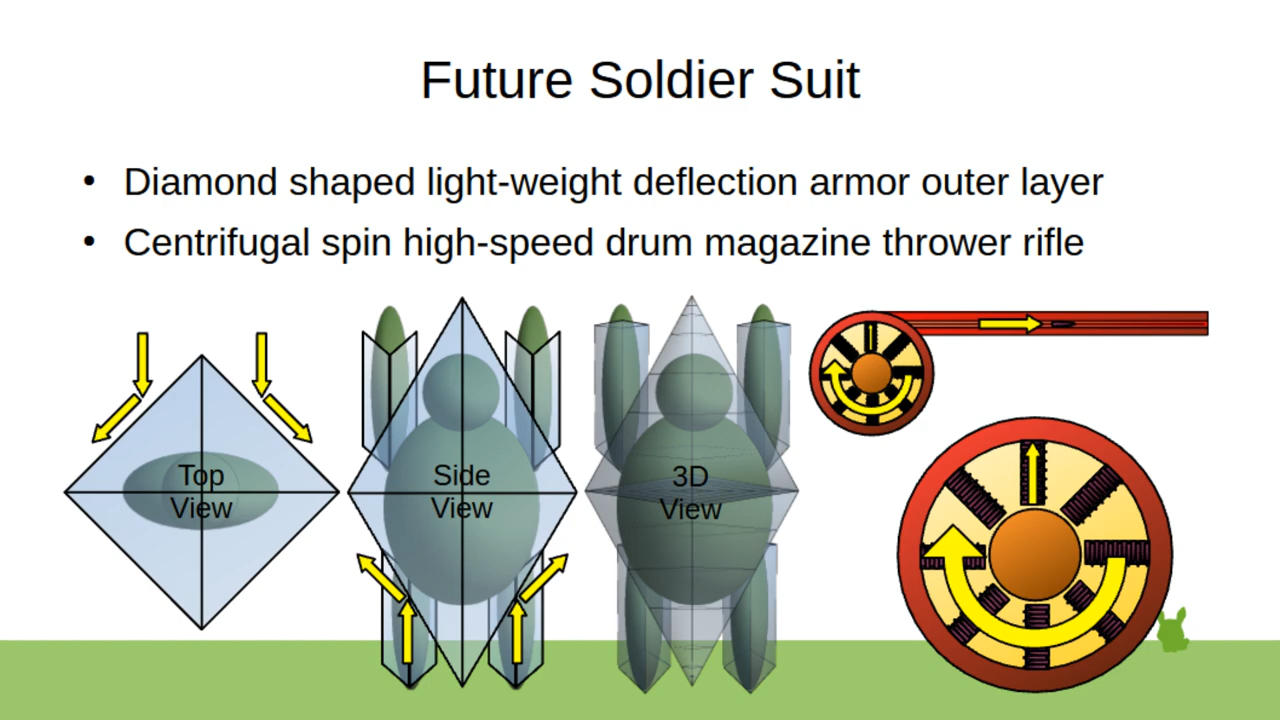 Future Soldier Suit
• Diamond shaped light-weight deflection armor outer layer
• Centrifugal spin high-speed drum magazine thrower rifle
Top
View
Side
View
3D
View